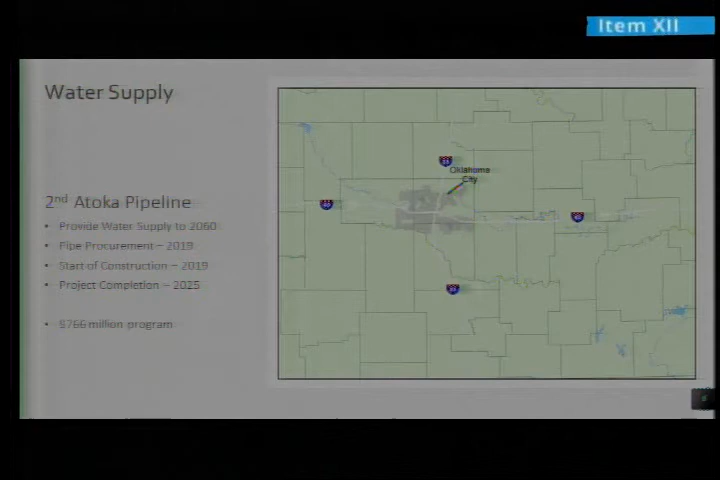 Item XII
Water Supply
2nd Atoka Pipeline
• Provide Water Supply to 2060
• Pipe Procurement – 2019
• Start of Construction – 2019
• Project Completion – 2025
• $766 million program
Oklahoma
City